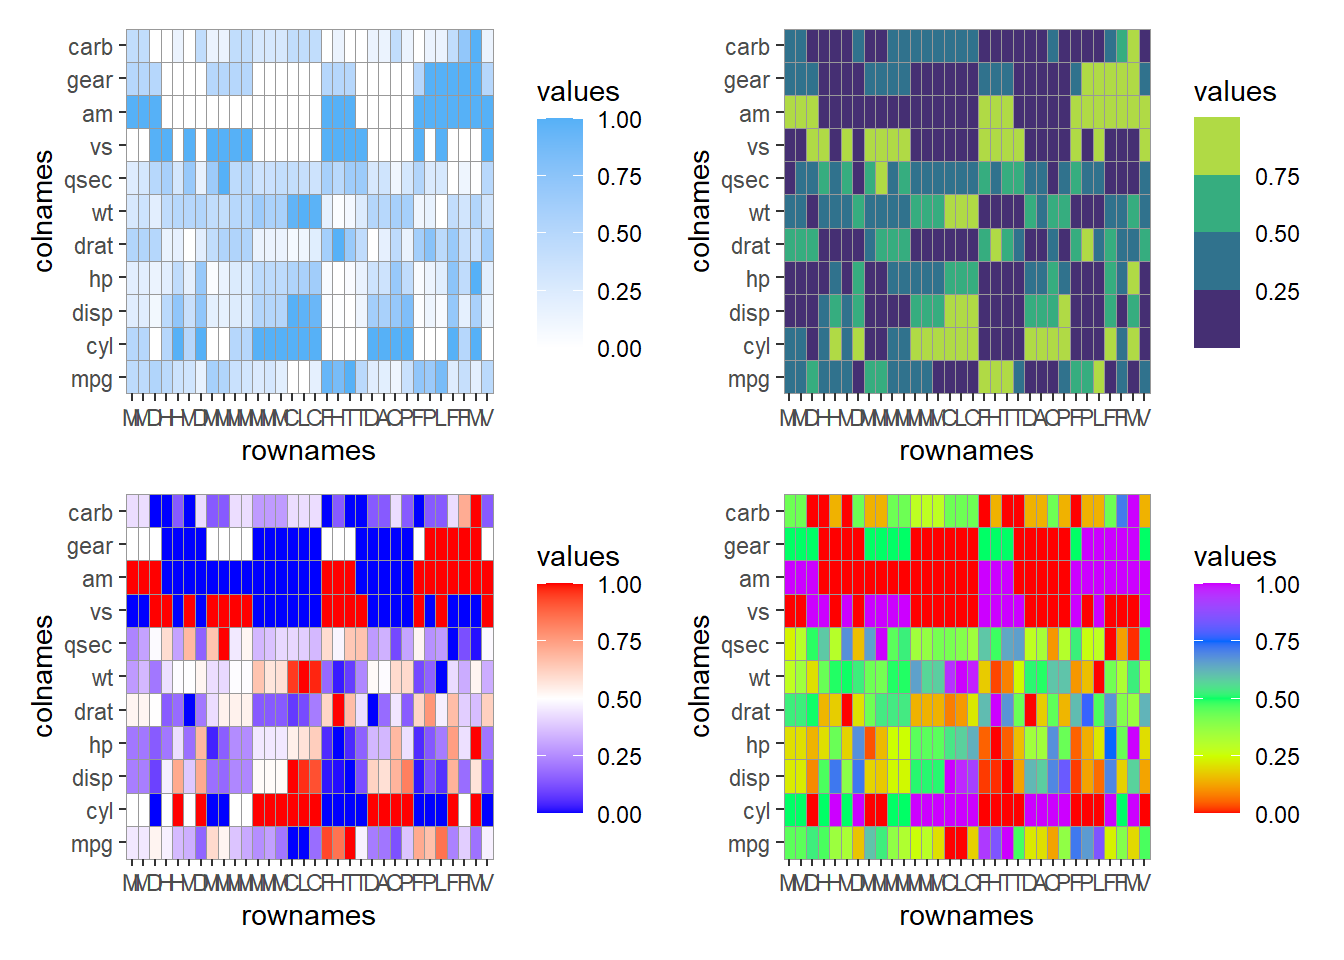 carb
gear
am
vs
qsec
wt
drat
hp
disp
cyl
mpg
colnames
M M D H H V D M M M M M M M C L C F H T T D A C P F P L F F M V
rownames
values
1.00
0.75
0.50
0.25
0.00
carb
gear
am
vs
qsec
wt
drat
hp
disp
cyl
mpg
colnames
M M D H H V D M M M M M M M C L C F H T T D A C P F P L F F M V
rownames
values
0.75
0.50
0.25
carb
gear
am
vs
qsec
wt
drat
hp
disp
cyl
mpg
colnames
M M D H H V D M M M M M M M C L C F H T T D A C P F P L F F M V
rownames
values
1.00
0.75
0.50
0.25
0.00
carb
gear
am
vs
qsec
wt
drat
hp
disp
cyl
mpg
colnames
M M D H H V D M M M M M M M C L C F H T T D A C P F P L F F M V
rownames
values
1.00
0.75
0.50
0.25
0.00